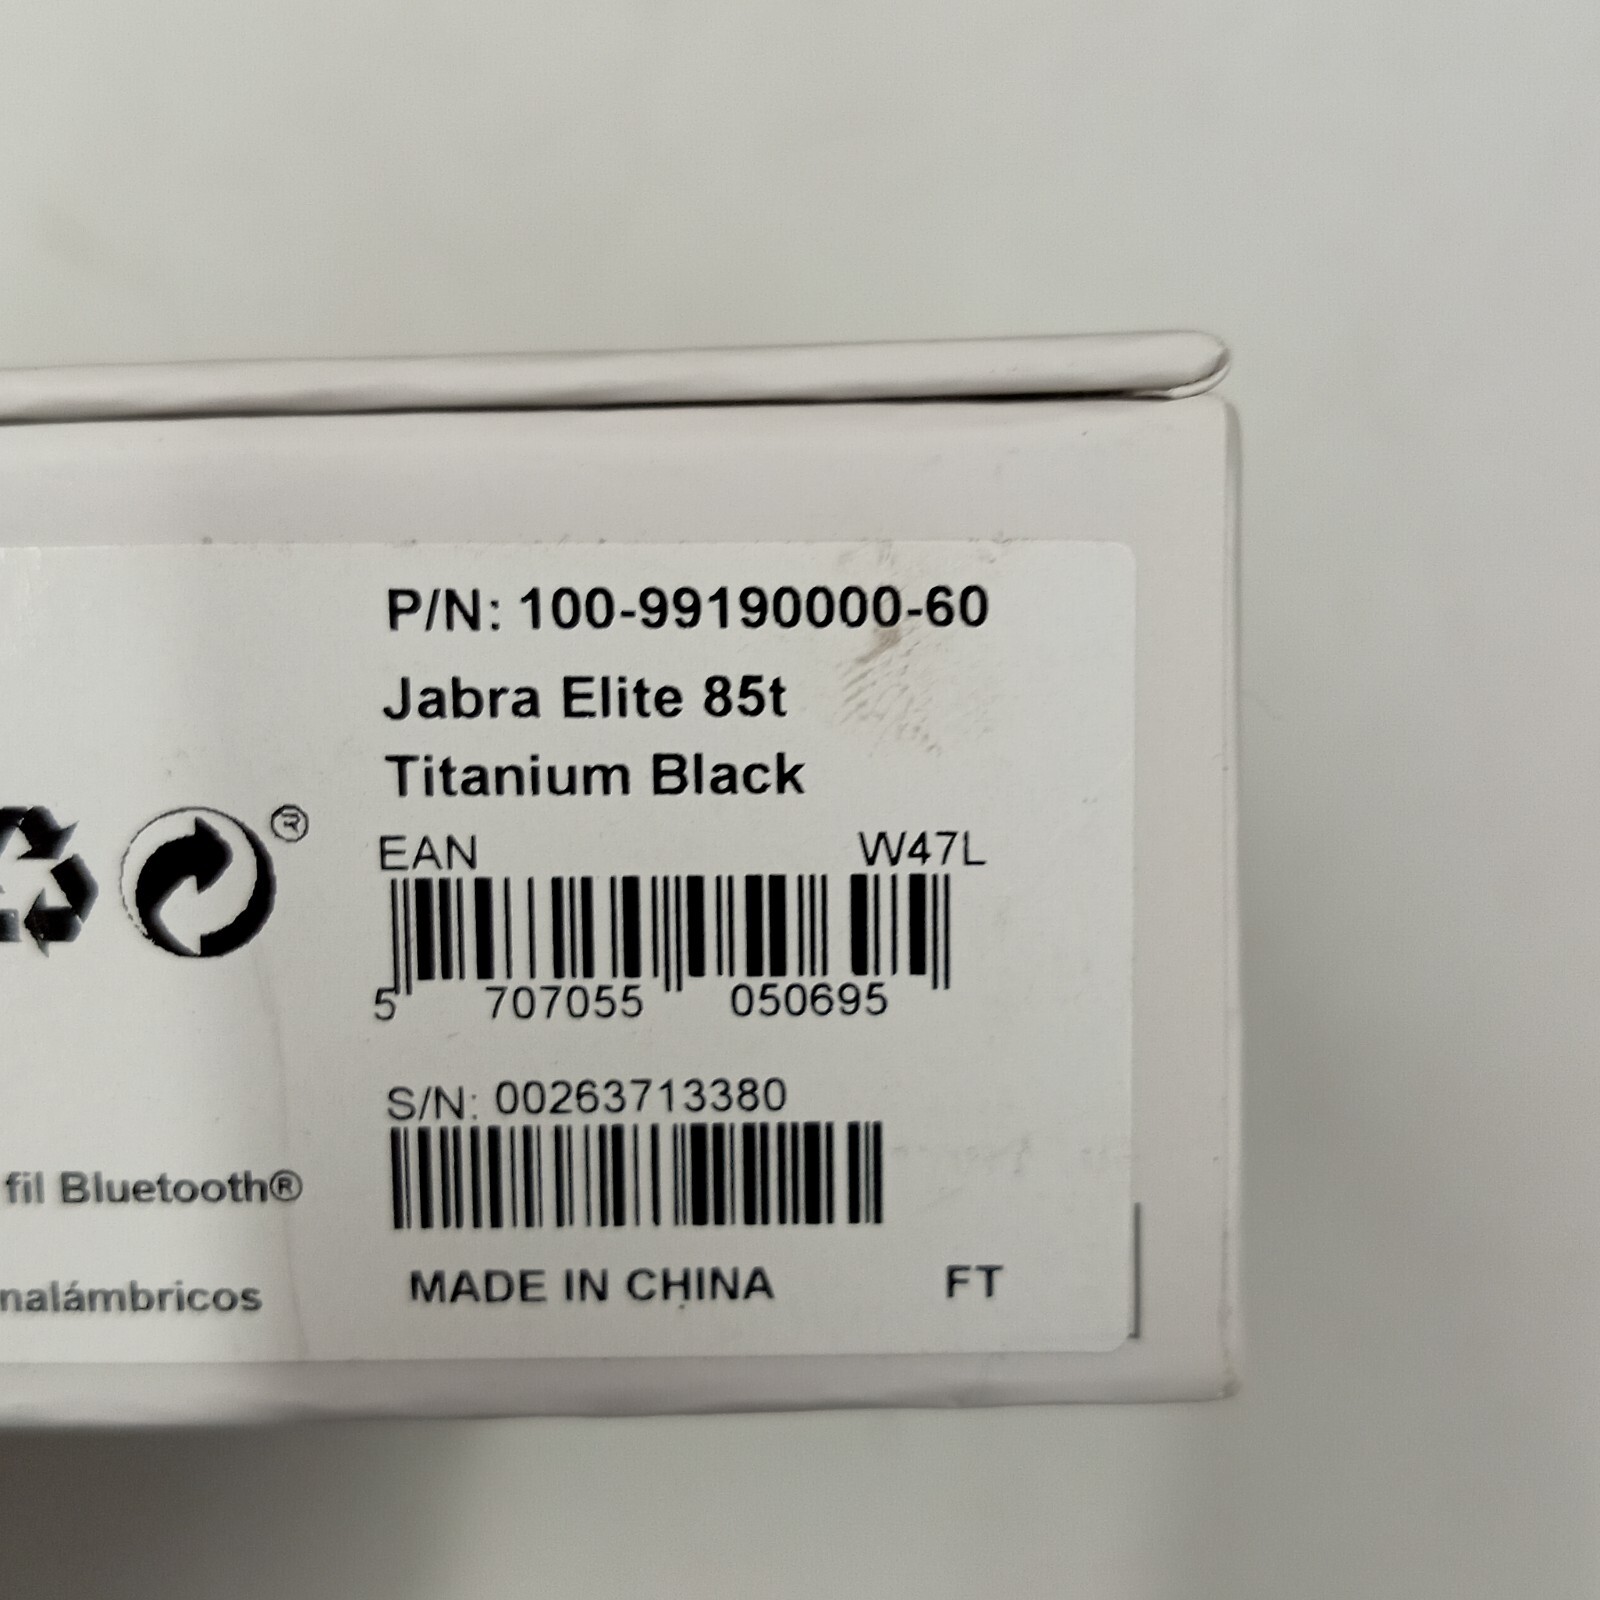 P/N: 100-99190000-60
Jabra Elite 85t
Titanium Black
®
EAN W47L
5 707055 050695
S/N: 00263713380
fil Bluetooth®
nalámbricos
MADE IN CHINA FT